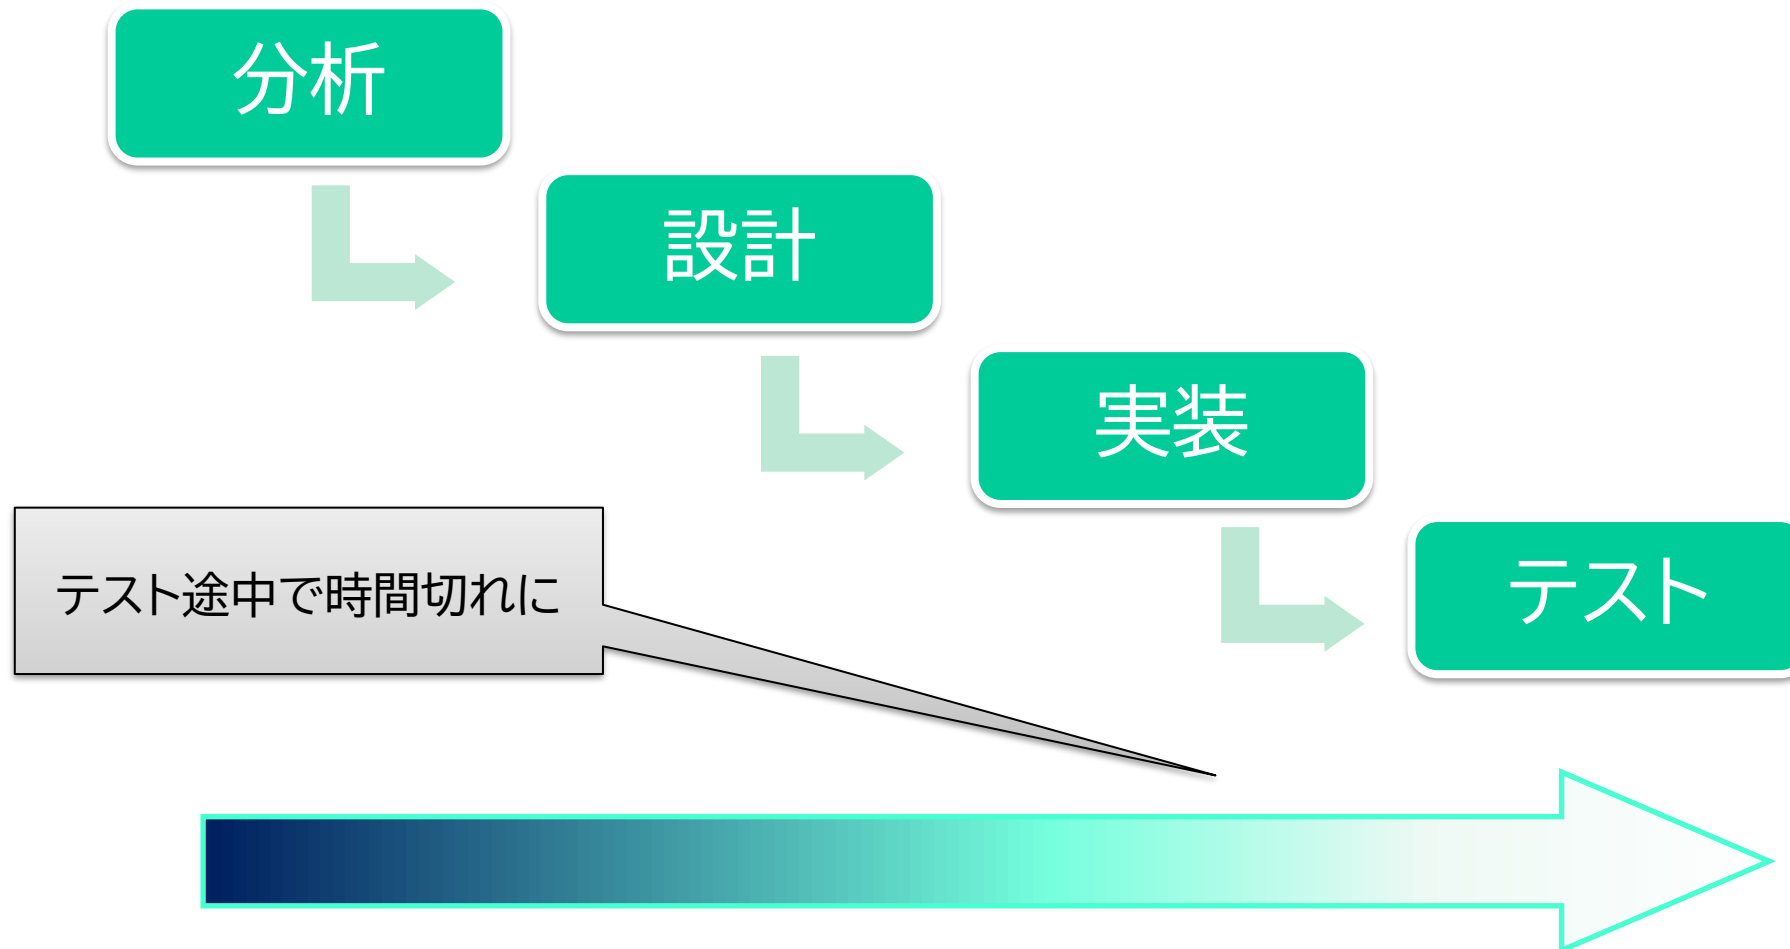 分析
設計
実装
テスト途中で時間切れに
テスト